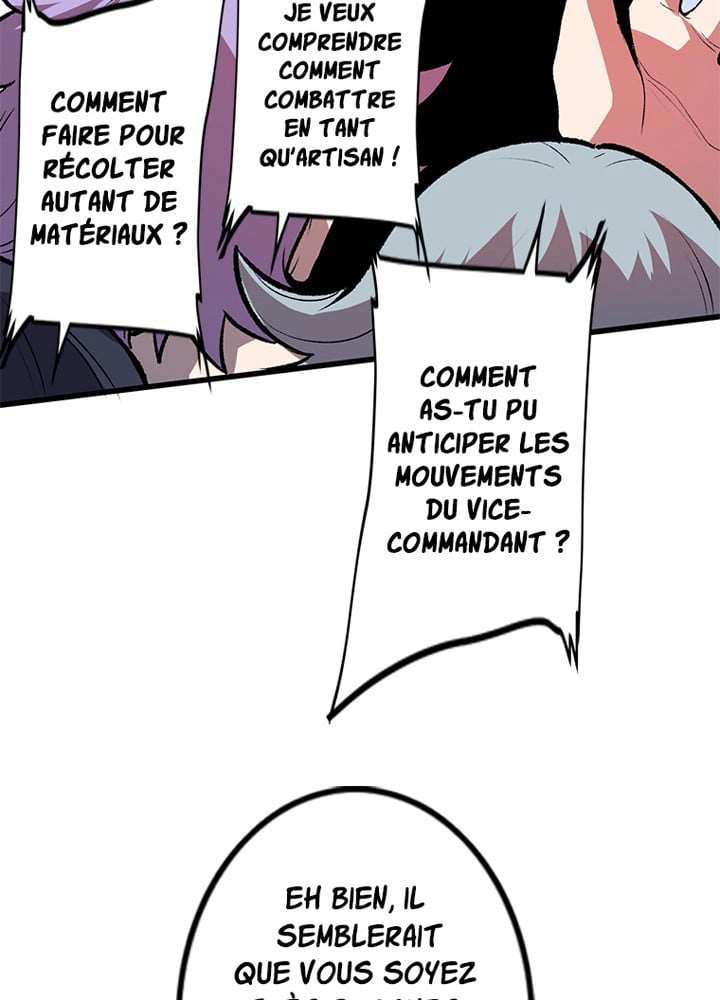 JE VEUX
COMPRENDRE
COMMENT
COMBATTRE
EN TANT
QU'ARTISAN !
COMMENT
FAIRE POUR
RÉCOLTER
AUTANT DE
MATÉRIAUX ?
COMMENT
AS-TU PU
ANTICIPER LES
MOUVEMENTS
DU VICE-
COMMANDANT ?
EH BIEN, IL
SEMBLERAIT
QUE VOUS SOYEZ